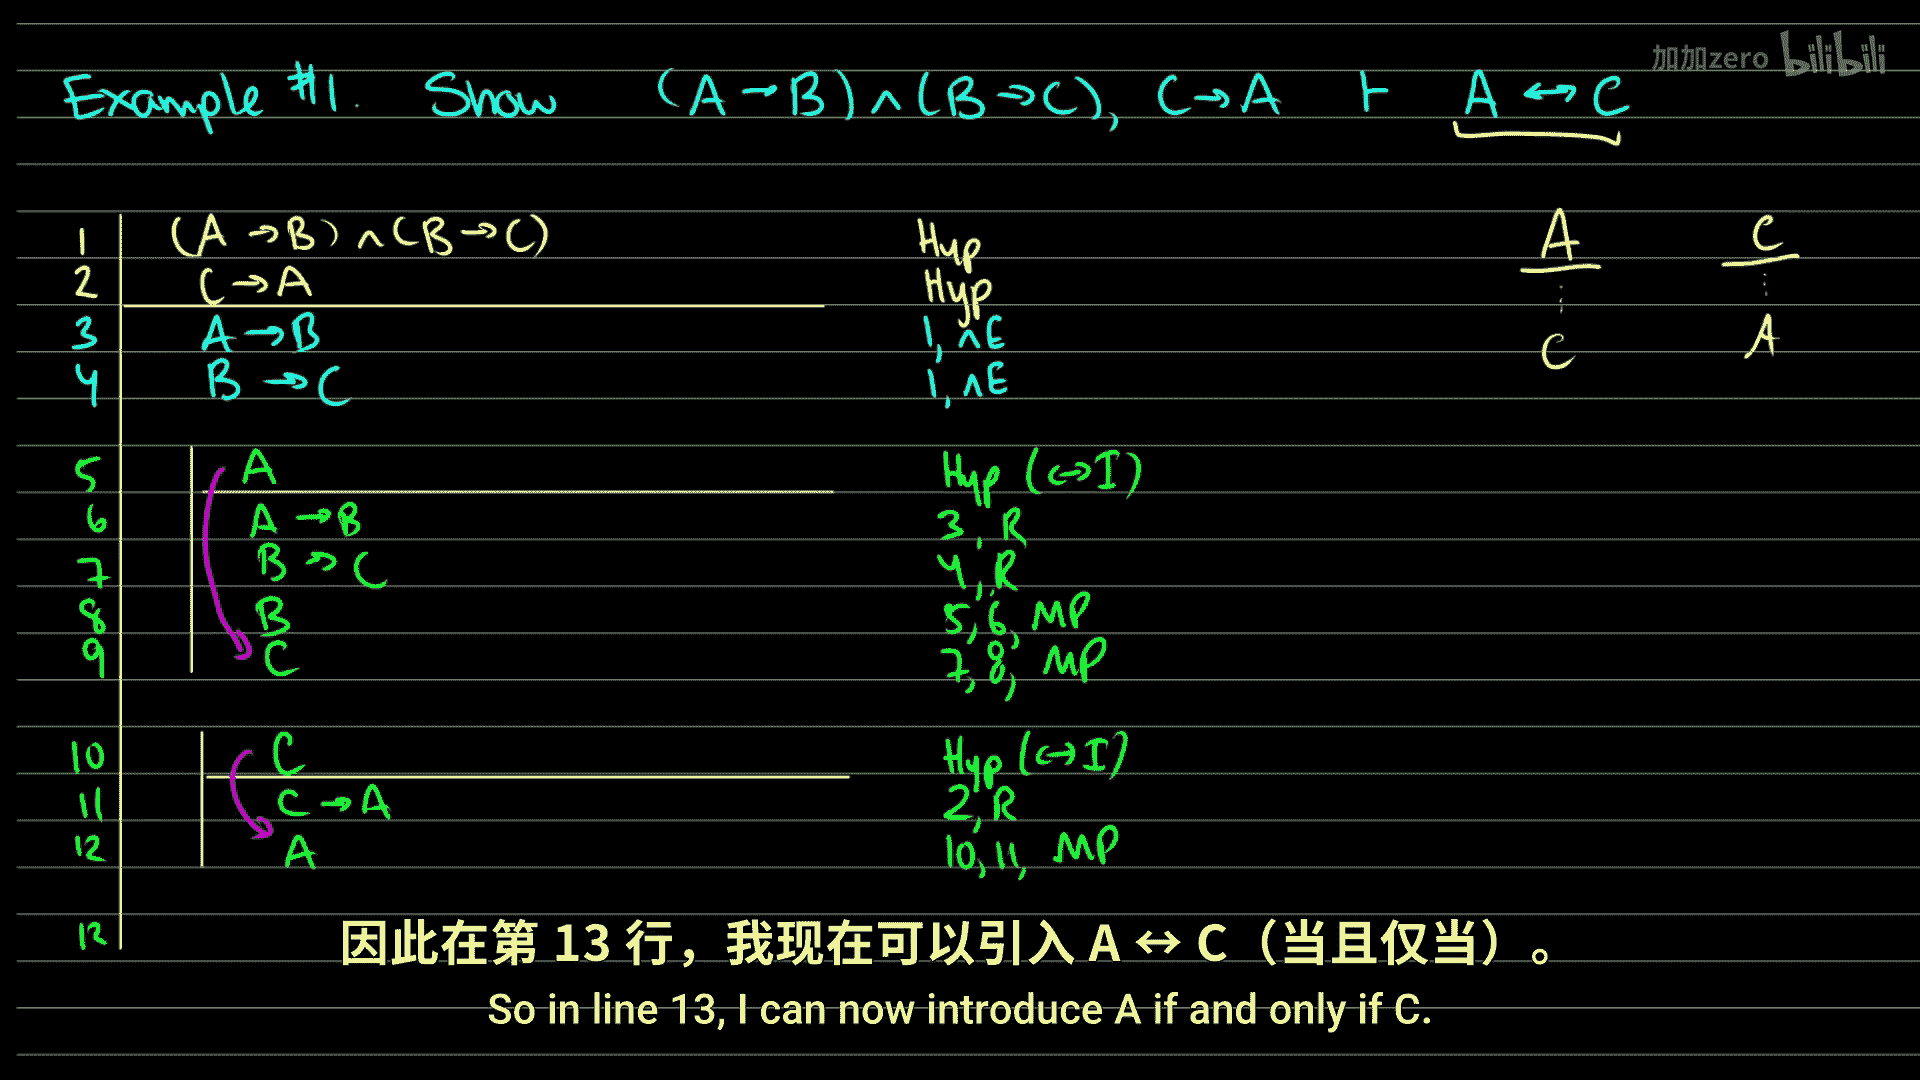 加加zero bilibili
Example #1. Show (A → B) ∧ (B → C), C → A ⊢ A ↔ C
1 (A → B) ∧ (B → C) Hyp A C
2 C → A Hyp ⋮ ⋮
3 A → B 1, ∧E C A
4 B → C 1, ∧E
5 A Hyp (↔I)
6 A → B 3, R
7 B → C 4, R
8 B 5, 6, MP
9 C 7, 8, MP
10 C Hyp (↔I)
11 C → A 2, R
12 A 10, 11, MP
12
因此在第 13 行，我现在可以引入 A ↔ C（当且仅当）。
So in line 13, I can now introduce A if and only if C.